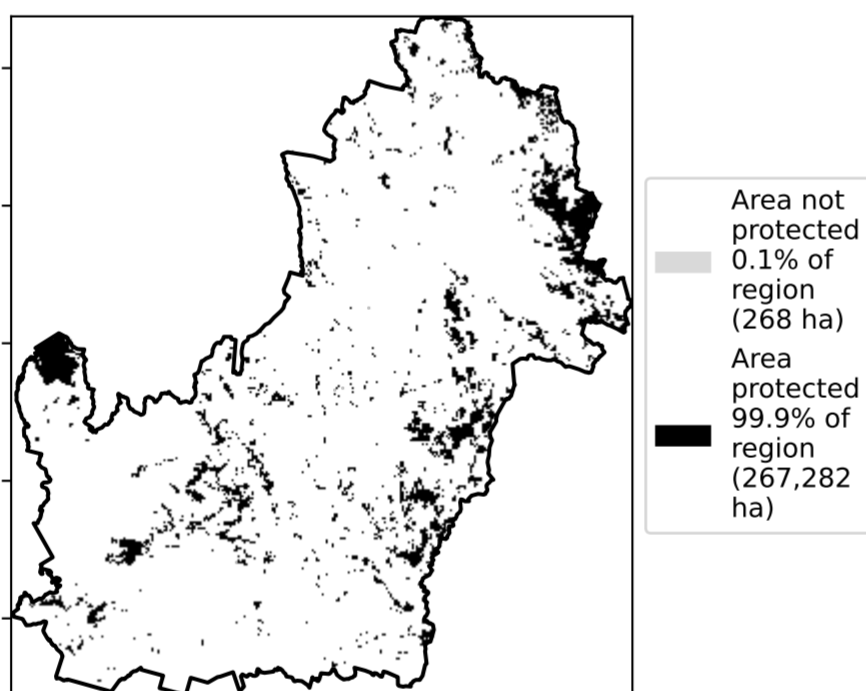 Area not
protected
0.1% of
region
(268 ha)
Area
protected
99.9% of
region
(267,282
ha)